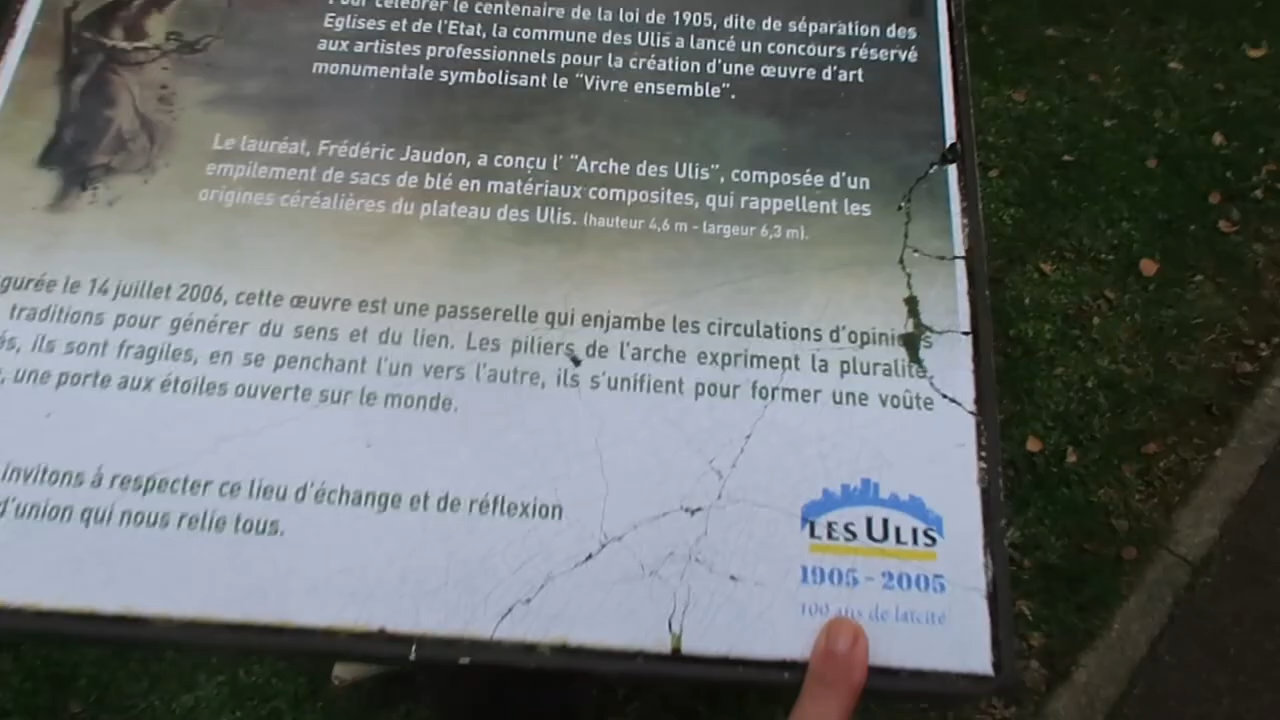 Pour célébrer le centenaire de la loi de 1905, dite de séparation des
Eglises et de l'Etat, la commune des Ulis a lancé un concours réservé
aux artistes professionnels pour la création d'une œuvre d'art
monumentale symbolisant le "Vivre ensemble".
Le lauréat, Frédéric Jaudon, a conçu l' "Arche des Ulis", composée d'un
empilement de sacs de blé en matériaux composites, qui rappellent les
origines céréalières du plateau des Ulis. (hauteur 4,6 m - largeur 6,3 m).
le 14 juillet 2006, cette œuvre est une passerelle qui enjambe les circulations d'opinions
traditions pour générer du sens et du lien. Les piliers de l'arche expriment la pluralité,
ils sont fragiles, en se penchant l'un vers l'autre, ils s'unifient pour former une voûte
, une porte aux étoiles ouverte sur le monde.
invitons à respecter ce lieu d'échange et de réflexion
d'union qui nous relie tous.
LES ULIS
1905 - 2005
100 ans de laïcité